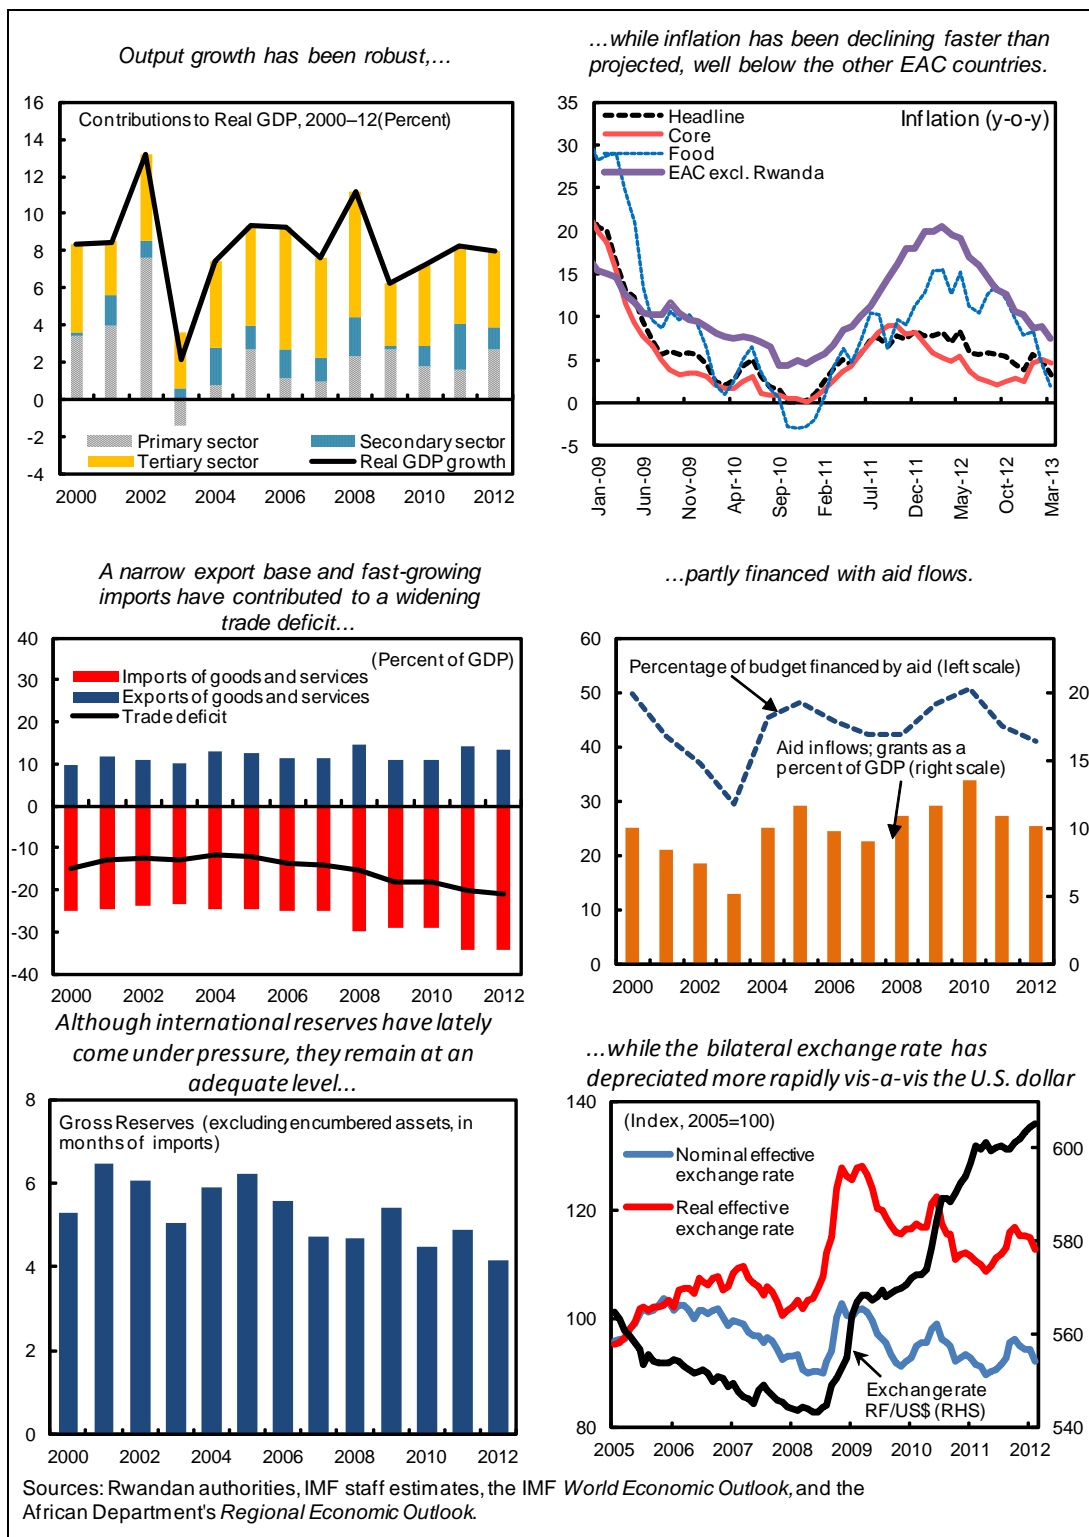 Output growth has been robust,...
16
14
12
10
8
6
4
2
0
-2
-4
Contributions to Real GDP, 2000–12(Percent)
Primary sector
Secondary sector
Tertiary sector
Real GDP growth
2000 2002 2004 2006 2008 2010 2012
...while inflation has been declining faster than
projected, well below the other EAC countries.
35
30
25
20
15
10
5
0
-5
Inflation (y-o-y)
Headline
Core
Food
EAC excl. Rwanda
Jan-09
Jun-09
Nov-09
Apr-10
Sep-10
Feb-11
Jul-11
Dec-11
May-12
Oct-12
Mar-13
A narrow export base and fast-growing
imports have contributed to a widening
trade deficit...
40
30
20
10
0
-10
-20
-30
-40
(Percent of GDP)
Imports of goods and services
Exports of goods and services
Trade deficit
2000 2002 2004 2006 2008 2010 2012
...partly financed with aid flows.
60
50
40
30
20
10
0
Percentage of budget financed by aid (left scale)
Aid inflows; grants as a
percent of GDP (right scale)
20
15
10
5
0
2000 2002 2004 2006 2008 2010 2012
Although international reserves have lately
come under pressure, they remain at an
adequate level...
8
6
4
2
0
Gross Reserves (excluding encumbered assets, in
months of imports)
2000 2002 2004 2006 2008 2010 2012
...while the bilateral exchange rate has
depreciated more rapidly vis-a-vis the U.S. dollar
140
120
100
80
(Index, 2005=100)
Nominal effective
exchange rate
Real effective
exchange rate
Exchange rate
RF/US$ (RHS)
600
580
560
540
2005 2006 2007 2008 2009 2010 2011 2012
Sources: Rwandan authorities, IMF staff estimates, the IMF World Economic Outlook, and the
African Department's Regional Economic Outlook.